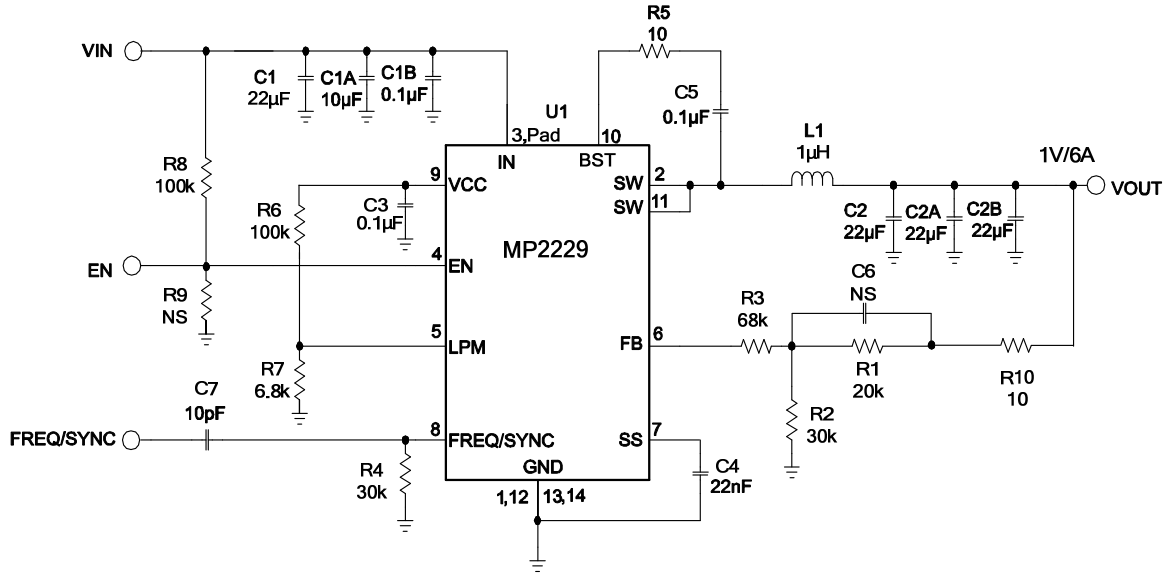 R5
10
VIN
C1
22µF
C1A
10µF
C1B
0.1µF
C5
0.1µF
U1
3,Pad
10
L1
1µH
IN
BST
1V/6A
R8
100k
9
VCC
SW
2
SW
11
VOUT
R6
100k
C3
0.1µF
C2
22µF
C2A
22µF
C2B
22µF
MP2229
EN
4
EN
R9
NS
C6
NS
R3
68k
5
LPM
FB
6
R7
6.8k
R1
20k
R10
10
C7
10pF
R2
30k
FREQ/SYNC
8
FREQ/SYNC
SS
7
R4
30k
GND
C4
22nF
1,12
13,14